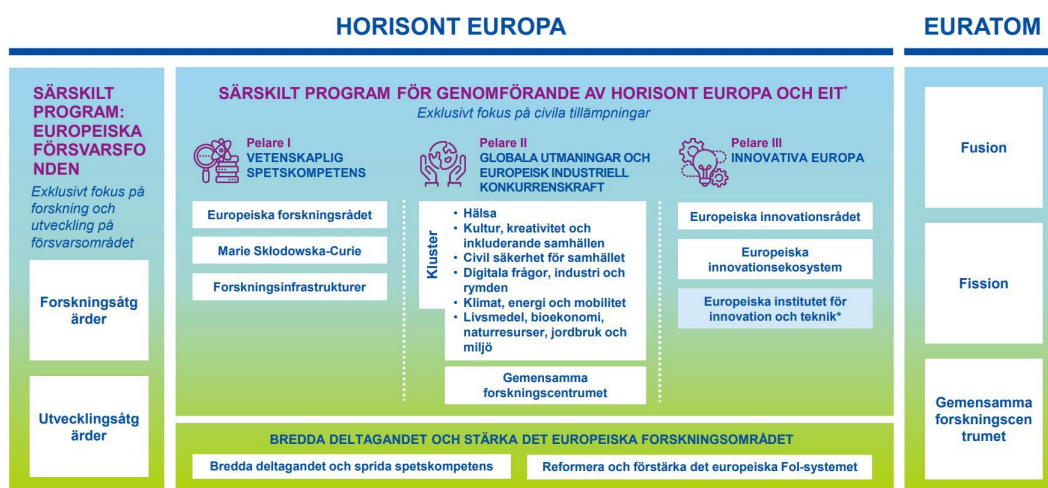 HORISONT EUROPA
EURATOM
SÄRSKILT
PROGRAM:
EUROPEISKA
FÖRSVARSFO
NDEN
Exklusivt fokus på
forskning och
utveckling på
försvarsområdet
Forskningsåtg
ärder
Utvecklingsåtg
ärder
SÄRSKILT PROGRAM FÖR GENOMFÖRANDE AV HORISONT EUROPA OCH EIT*
Exklusivt fokus på civila tillämpningar
Pelare I
VETENSKAPLIG
SPETSKOMPETENS
Europeiska forskningsrådet
Marie Skłodowska-Curie
Forskningsinfrastrukturer
Pelare II
GLOBALA UTMANINGAR OCH
EUROPEISK INDUSTRIELL
KONKURRENSKRAFT
Kluster
• Hälsa
• Kultur, kreativitet och
inkluderande samhällen
• Civil säkerhet för samhället
• Digitala frågor, industri och
rymden
• Klimat, energi och mobilitet
• Livsmedel, bioekonomi,
naturresurser, jordbruk och
miljö
Gemensamma
forskningscentrumet
Pelare III
INNOVATIVA EUROPA
Europeiska innovationsrådet
Europeiska
innovationsekosystem
Europeiska institutet för
innovation och teknik*
BREDDA DELTAGANDET OCH STÄRKA DET EUROPEISKA FORSKNINGSOMRÅDET
Bredda deltagandet och sprida spetskompetens
Reformera och förstärka det europeiska FoI-systemet
Fusion
Fission
Gemensamma
forskningscen
trumet